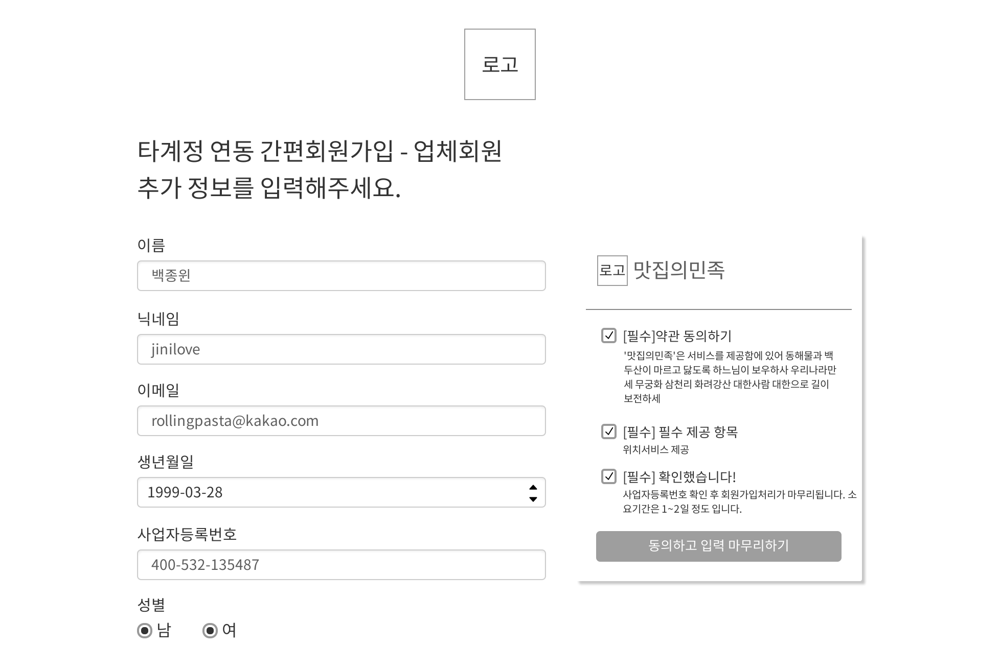 로고
타계정 연동 간편회원가입 - 업체회원
추가 정보를 입력해주세요.
이름
백종윈
닉네임
jinilove
이메일
rollingpasta@kakao.com
생년월일
1999-03-28
사업자등록번호
400-532-135487
성별
남 여
로고 맛집의민족
[필수]약관 동의하기
'맛집의민족'은 서비스를 제공함에 있어 동해물과 백
두산이 마르고 닳도록 하느님이 보우하사 우리나라만
세 무궁화 삼천리 화려강산 대한사람 대한으로 길이
보전하세
[필수] 필수 제공 항목
위치서비스 제공
[필수] 확인했습니다!
사업자등록번호 확인 후 회원가입처리가 마무리됩니다. 소
요기간은 1~2일 정도 입니다.
동의하고 입력 마무리하기